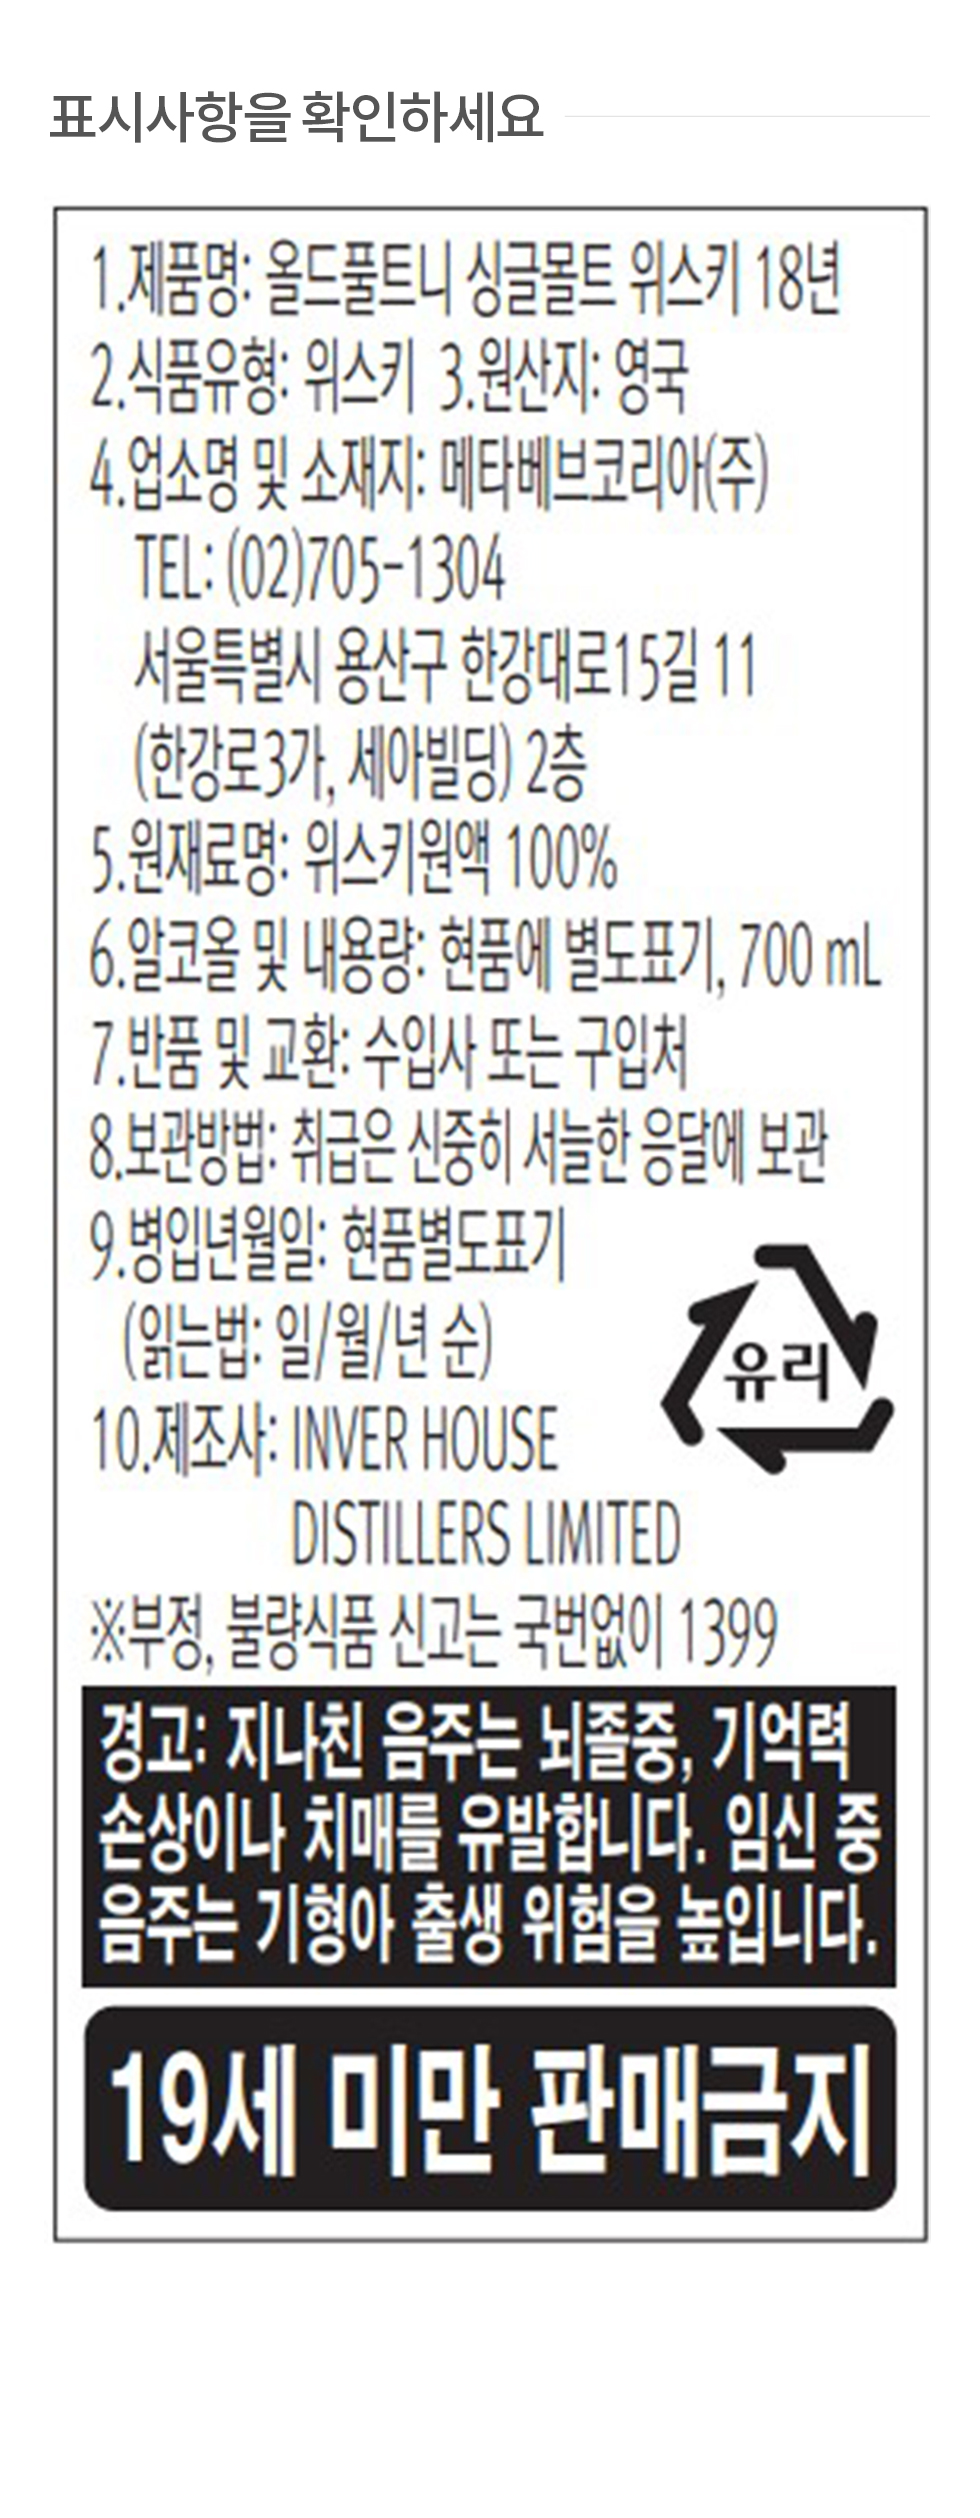 표시사항을 확인하세요
1.제품명: 올드풀트니 싱글몰트 위스키 18년
2.식품유형: 위스키 3.원산지: 영국
4.업소명 및 소재지: 메타베브코리아(주)
TEL: (02)705-1304
서울특별시 용산구 한강대로15길 11
(한강로3가, 세아빌딩) 2층
5.원재료명: 위스키원액 100%
6.알코올 및 내용량: 현품에 별도표기, 700 mL
7.반품 및 교환: 수입사 또는 구입처
8.보관방법: 취급은 신중히 서늘한 응달에 보관
9.병입년월일: 현품별도표기
(읽는법: 일/월/년 순)
유리
10.제조사: INVER HOUSE
DISTILLERS LIMITED
※부정, 불량식품 신고는 국번없이 1399
경고: 지나친 음주는 뇌졸중, 기억력
손상이나 치매를 유발합니다. 임신 중
음주는 기형아 출생 위험을 높입니다.
19세 미만 판매금지